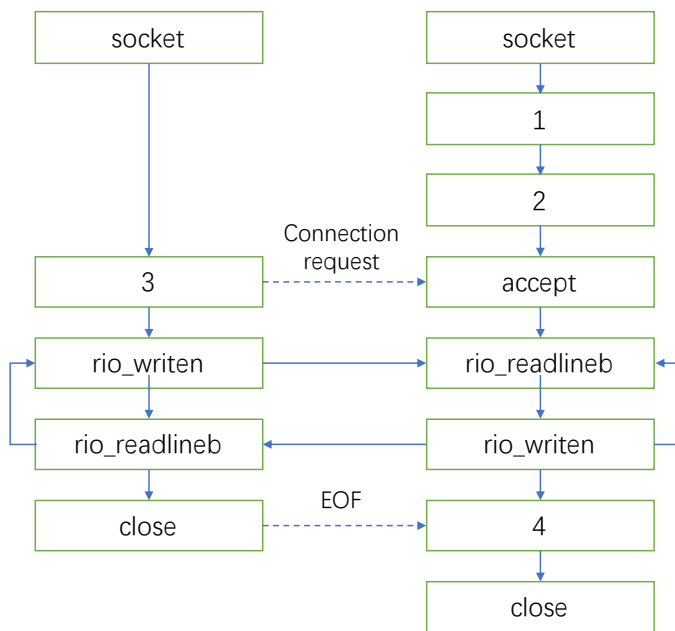 socket
socket
1
2
Connection
request
3
accept
rio_writen
rio_readlineb
rio_readlineb
rio_writen
EOF
close
4
close